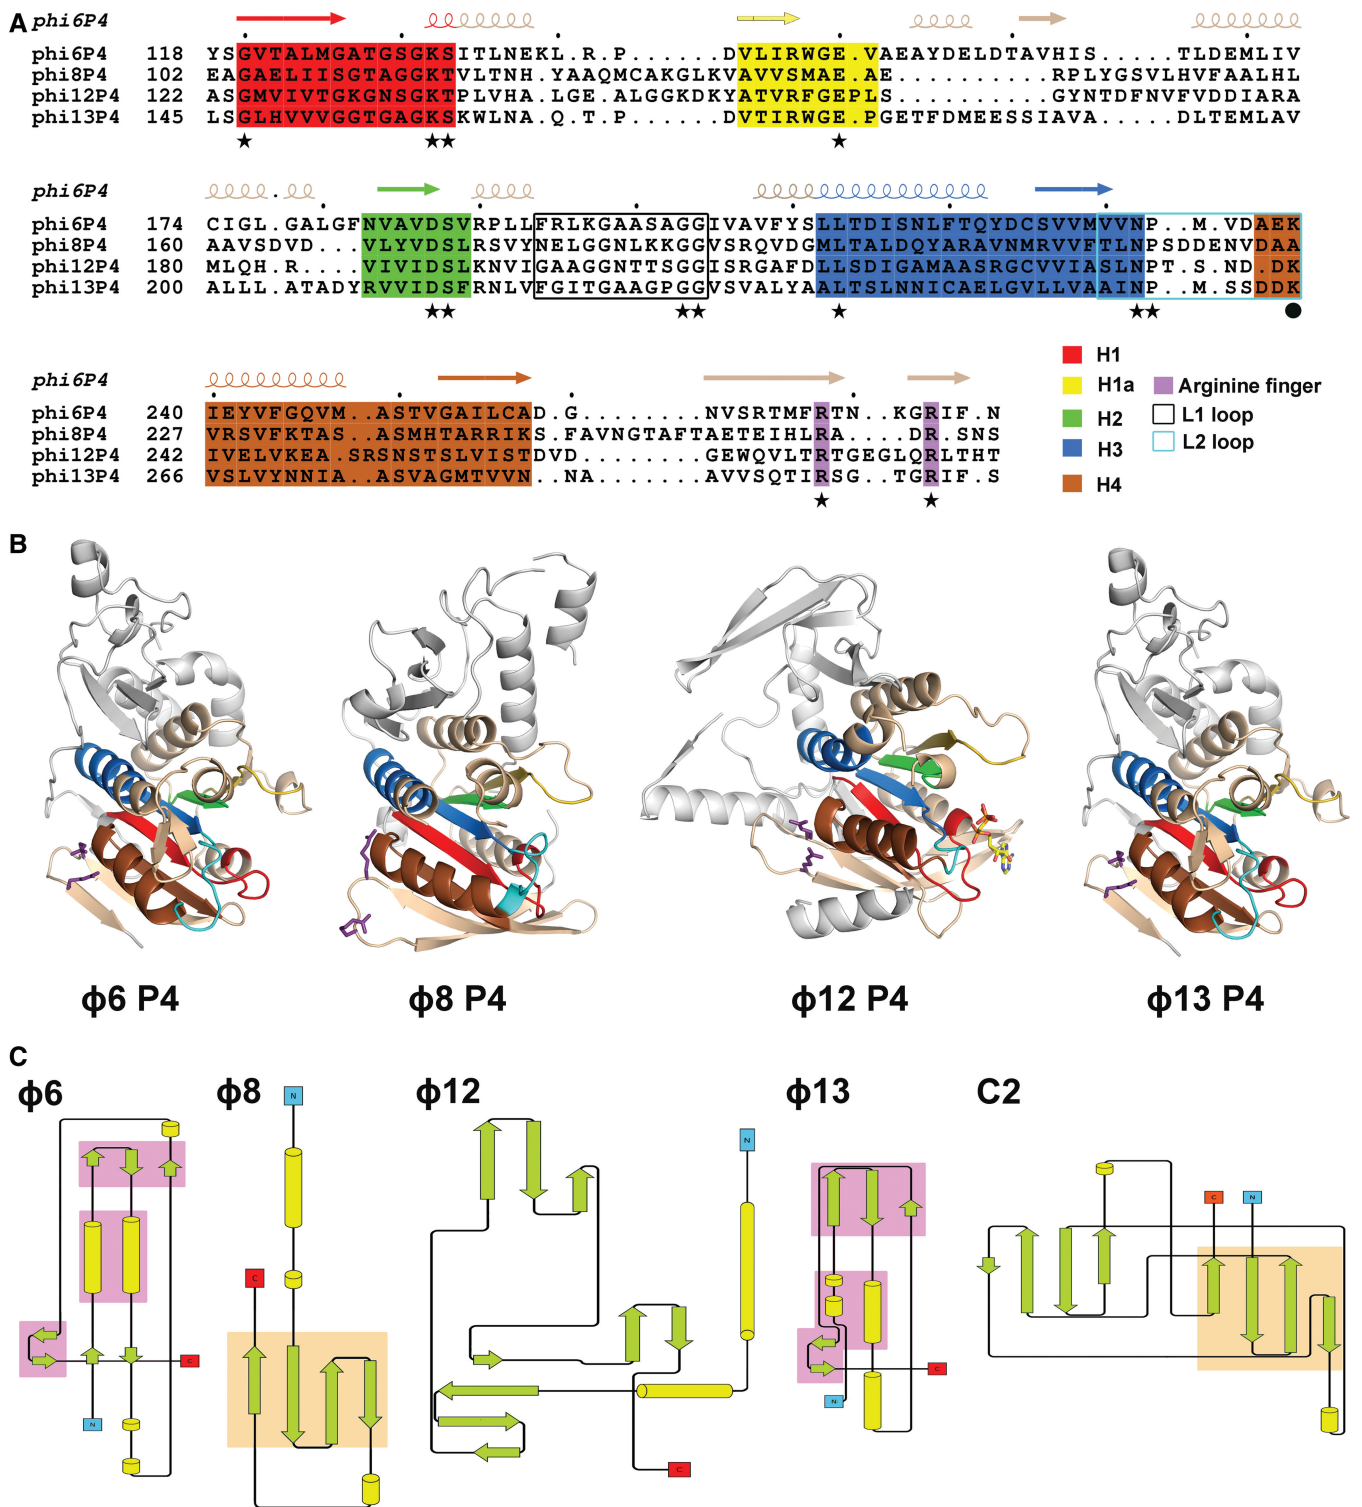 A
phi6P4
phi6P4 118 YSGVTALMGATGSGKSITLNEKL.R.P......DVLIRWGE.VAEAYDELDTAVHIS.....TLDEMLIV
phi8P4 102 EAGAELIISGTAGGKTVLTNH.YAAQMCAKGLKVAVVSMAE.AE..........RPLYGSVLHVFAALHL
phi12P4 122 ASGMVIVTGKGNSGKTPLVHA.LGE.ALGGKDKYATVRFGEPLS..........GYNTDFNVFVDDIARA
phi13P4 145 LSGLHVVVGGTGAGKSKWLNA.Q.T.P......DVTIRWGE.PGETFDMEESSIAVA.....DLTEMLAV
phi6P4
phi6P4 174 CIGL.GALGFNVAVDSVRPLLFRLKGAASAGGIVAVFYSLLTDISNLFTQYDCSVVMVVNP..M.VDAEK
phi8P4 160 AAVSDVD...VLYVDSLRSVYNELGGNLKKGGVSRQVDGMLTALDQYARAVNMRVVFTLNPSDDENVDAA
phi12P4 180 MLQH.R....VIVIDSLKNVIGAAGGNTTSGGISRGAFDLLSDIGAMAASRGCVVIASLNPT.S.ND.DK
phi13P4 200 ALLL.ATADYRVVIDSFRNLVFGITGAAGPGGVSVALYAALTSLNNICAELGVLLVAAINP..M.SSDDK
phi6P4
phi6P4 240 IEYVFGQVM..ASTVGAILCAD.G........NVSRTMFRTN..KGRIF.N
phi8P4 227 VRSVFKTAS..ASMHTARRIKS.FAVNGTAFTAETEIHLRA....DR.SNS
phi12P4 242 IVELVKEA.SRSNSTSLVISTDVD........GEWQVLTRTGEGLQRLTHT
phi13P4 266 VSLVYNNIA..ASVAGMTVVN..NA.......AVVSQTIRSG..TGRIF.S
H1
H1a
H2
H3
H4
Arginine finger
L1 loop
L2 loop
B
ϕ6 P4
ϕ8 P4
ϕ12 P4
ϕ13 P4
C
ϕ6
ϕ8
ϕ12
ϕ13
C2
N
C
N
C
N
C
N
C
C
N